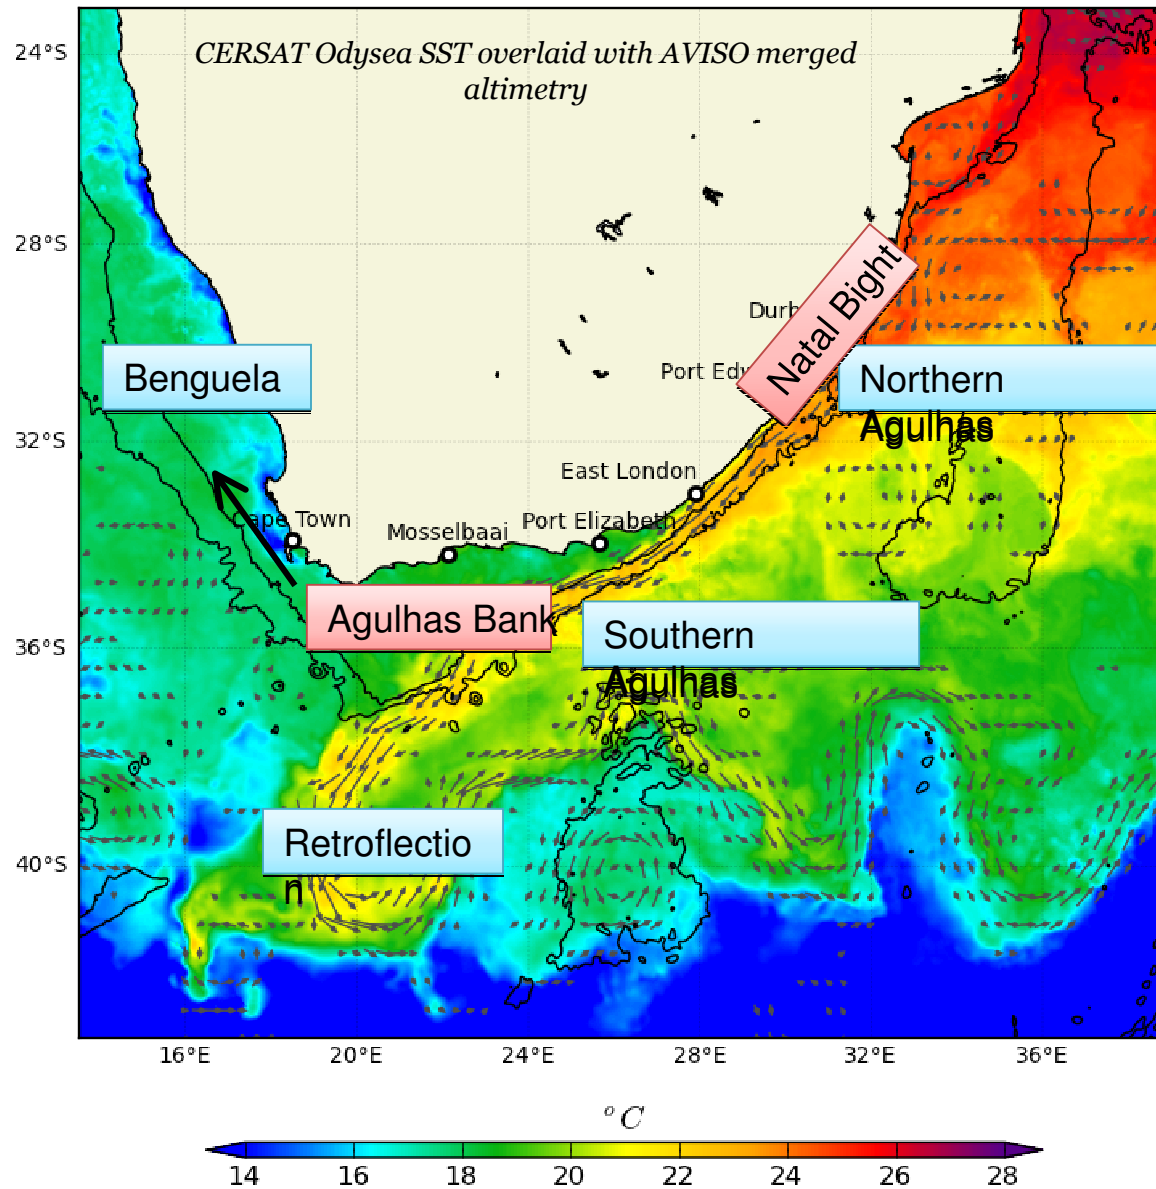 CERSAT Odysea SST overlaid with AVISO merged
altimetry
24°S
28°S
Natal Bight
Port
Benguela
Northern
Agulhas
32°S
East London
Cape Town
Mosselbaai
Port Elizabeth
Agulhas Bank
Southern
Agulhas
36°S
Retroflectio
n
40°S
16°E 20°E 24°E 28°E 32°E 36°E
°C
14 16 18 20 22 24 26 28